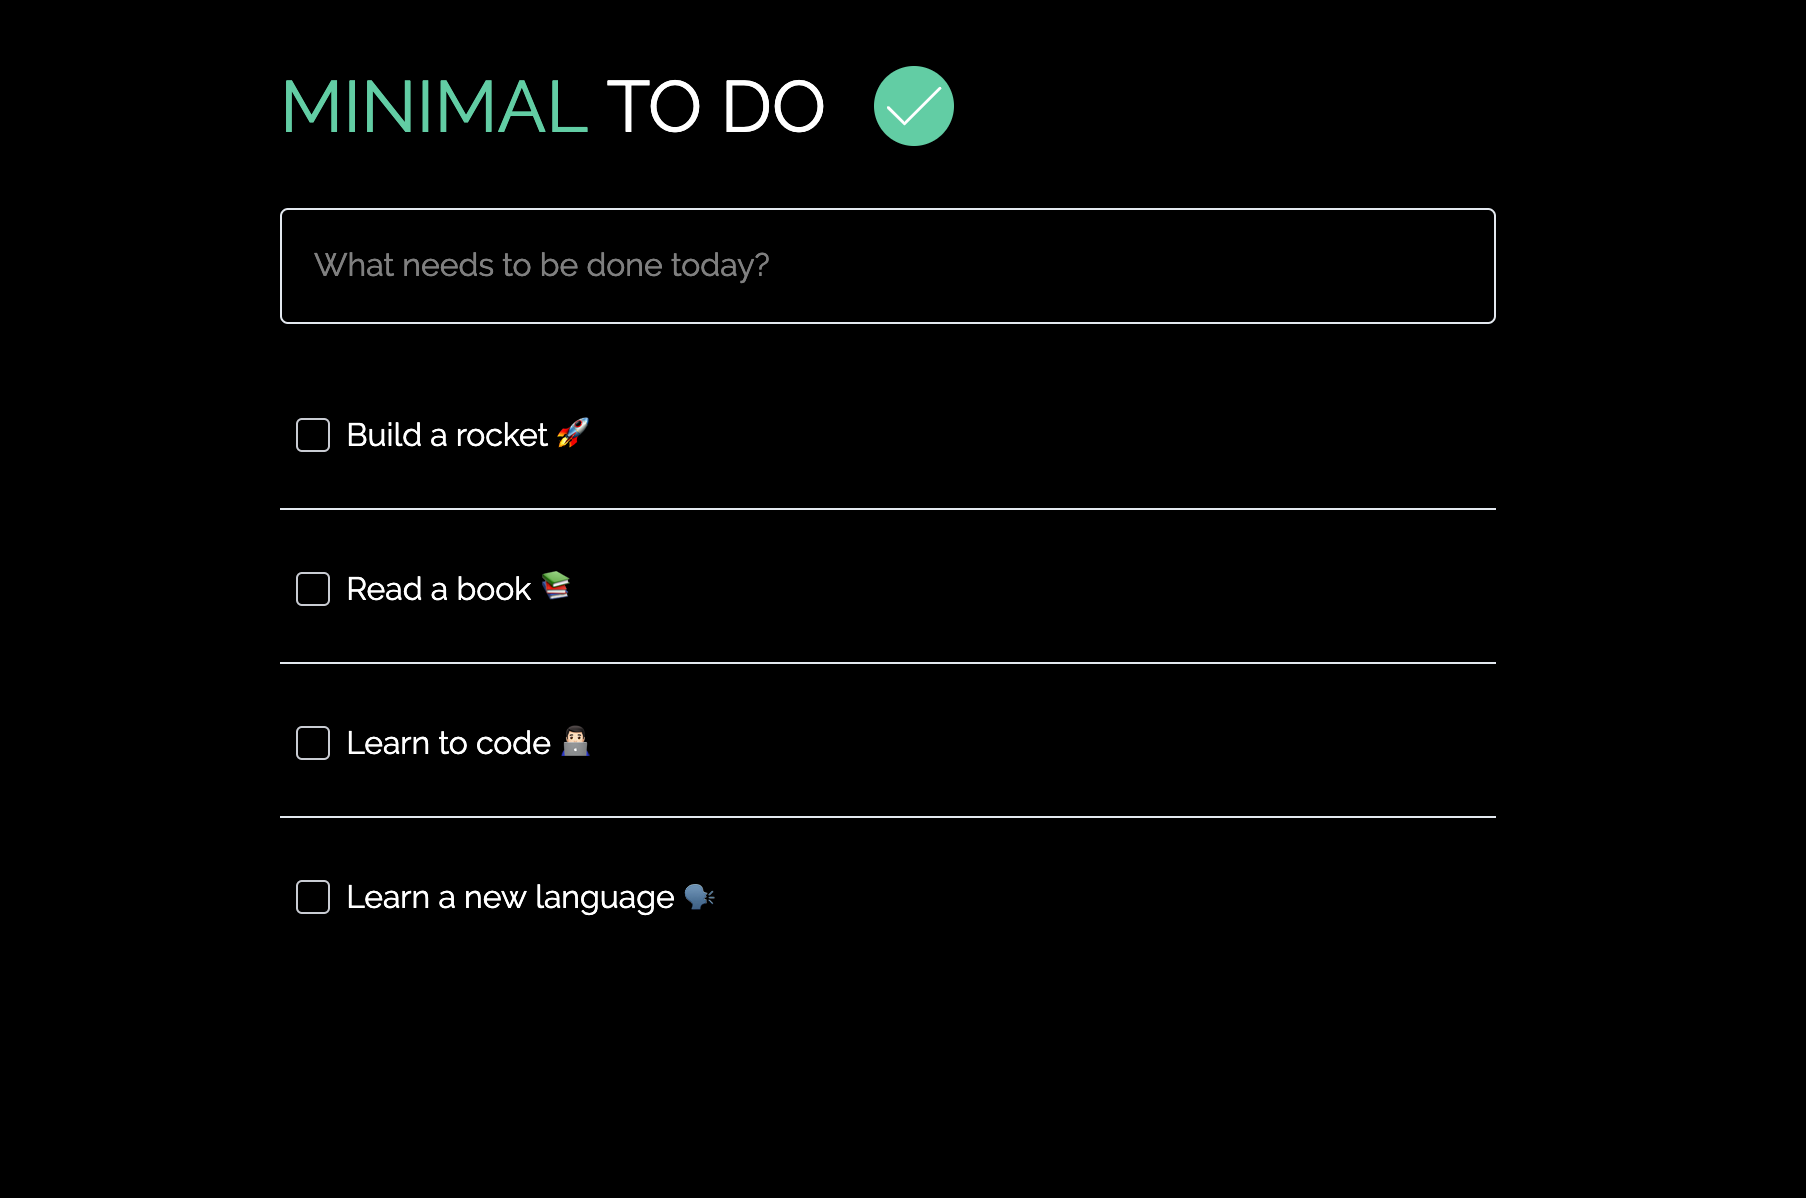 MINIMAL TO DO
What needs to be done today?
Build a rocket 🚀
Read a book 📚
Learn to code 👨🏻‍💻
Learn a new language 🗣️